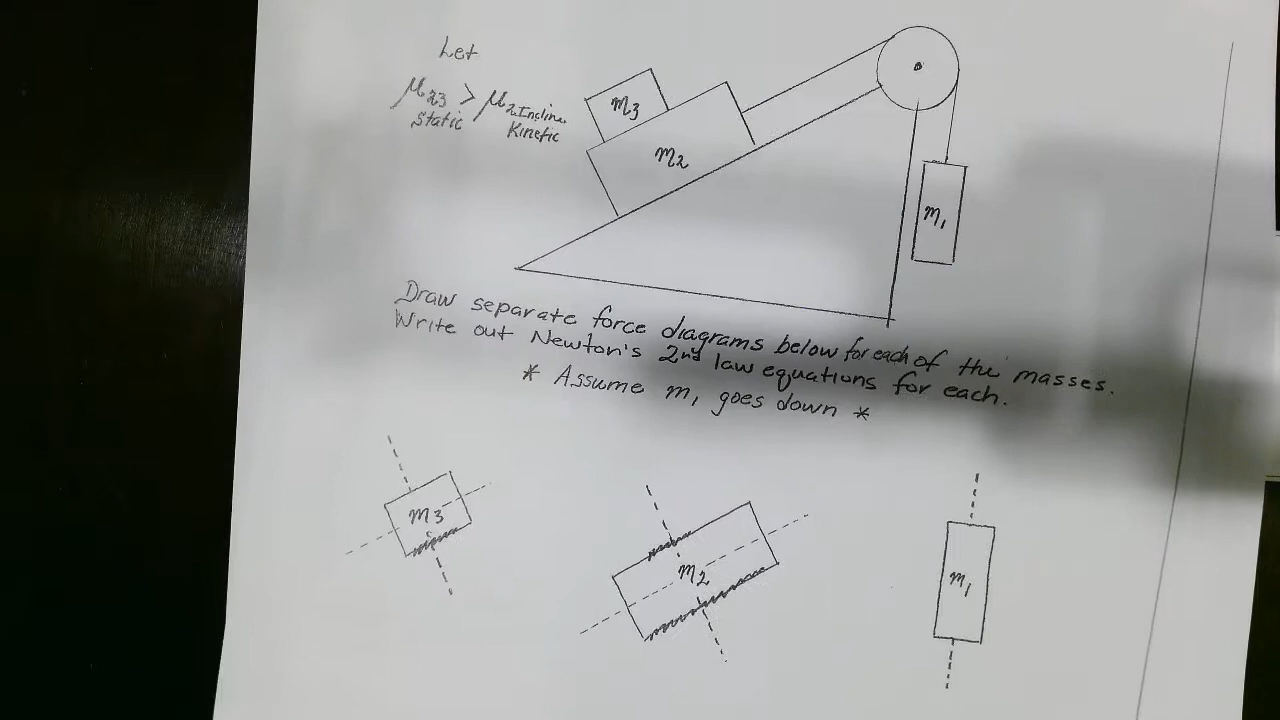 Let
μ23 > μ2Incline
Static Kinetic
m3
m2
m1
Draw separate force diagrams below for each of the masses.
Write out Newton's 2nd law equations for each.
* Assume m1 goes down *
m3
m2
m1